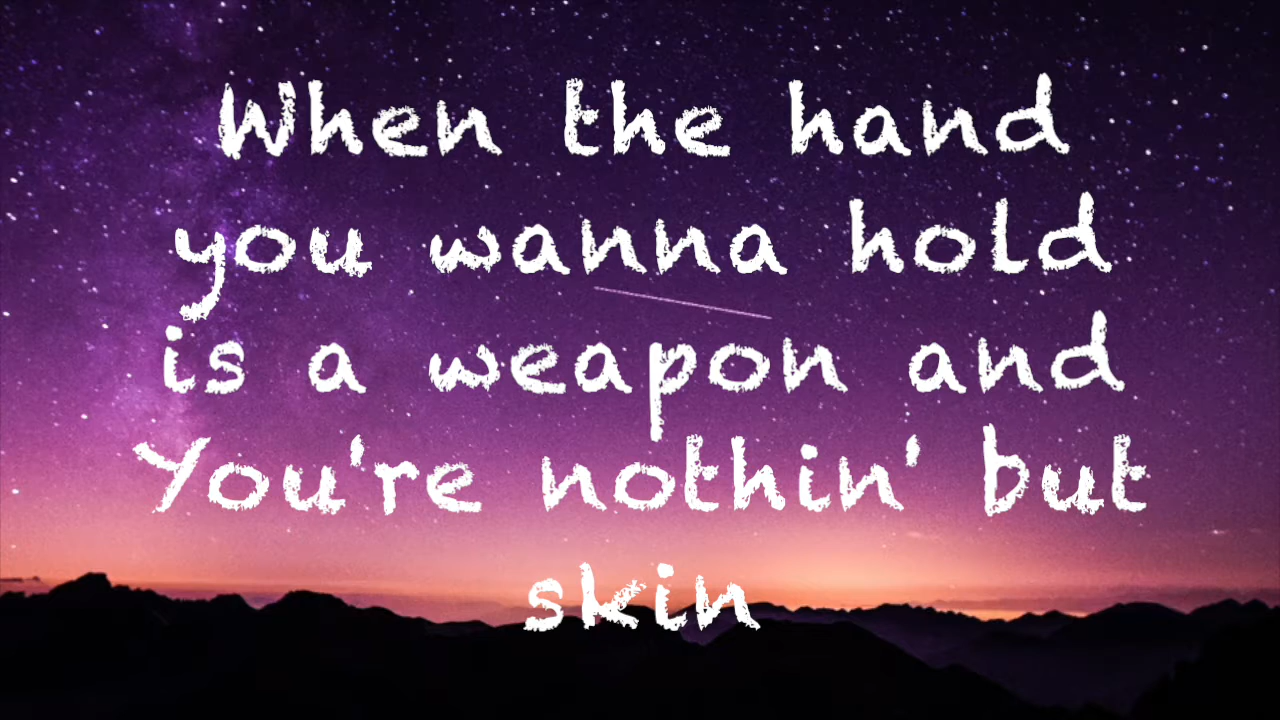 When the hand
you wanna hold
is a weapon and
You're nothin' but
skin